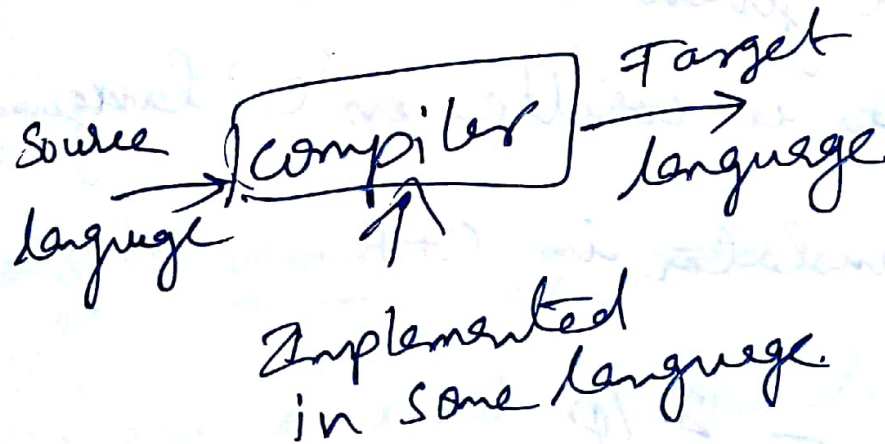 Source
language
compiler
Target
language.
Implemented
in some language.